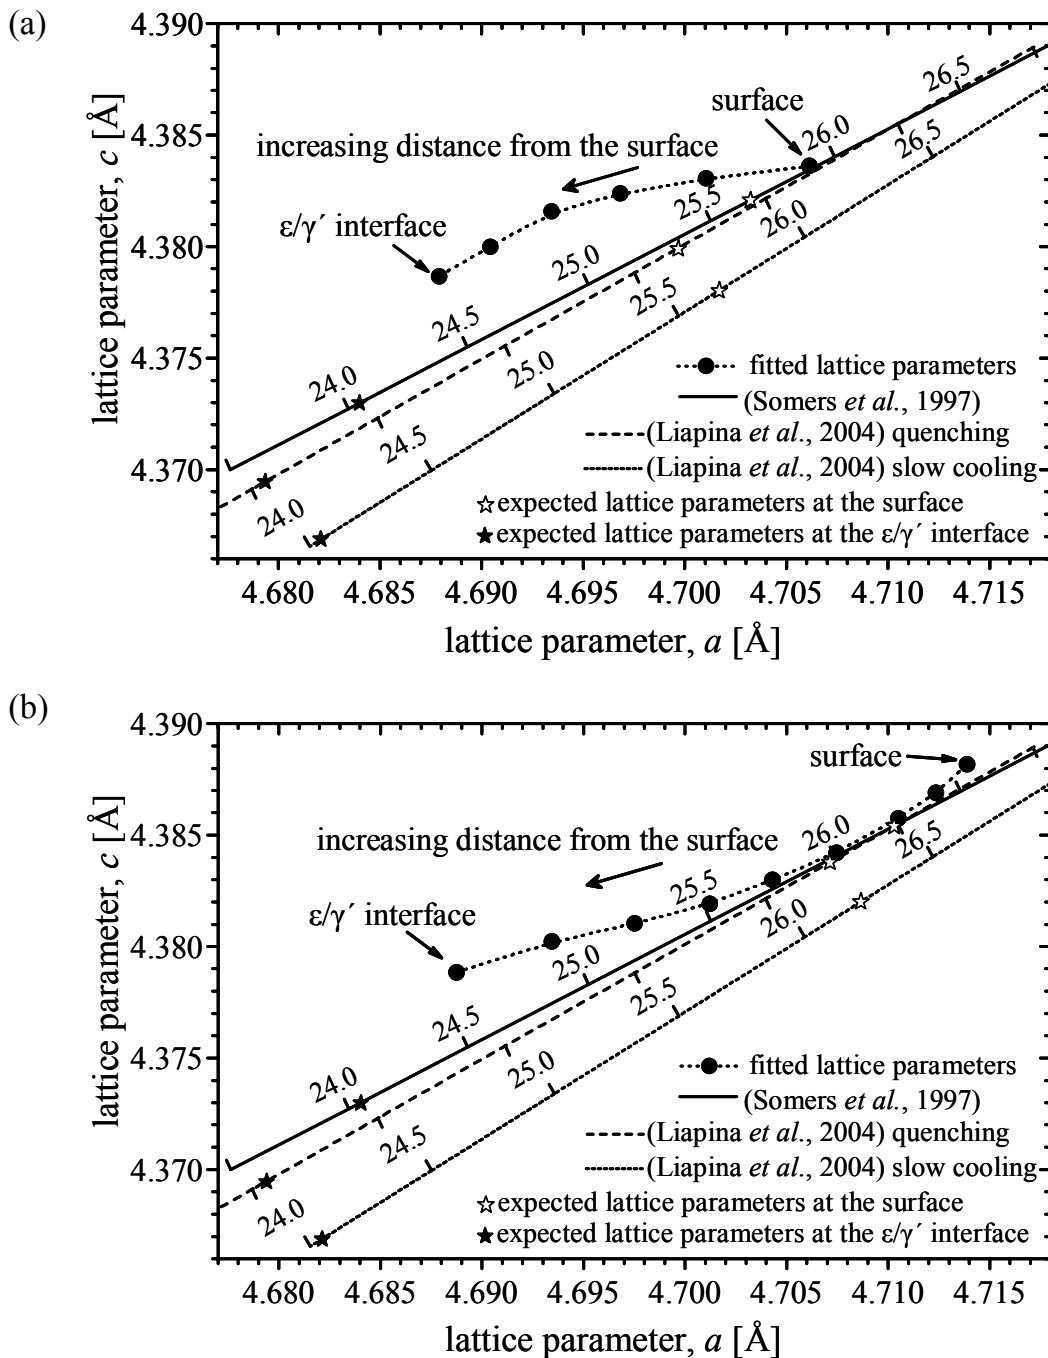 (a)
4.390
4.385
4.380
4.375
4.370
lattice parameter, c [Å]
surface
increasing distance from the surface
ε/γ´ interface
24.0
24.5
25.0
25.5
26.0
26.5
24.0
24.5
25.0
25.5
26.0
26.5
fitted lattice parameters
(Somers et al., 1997)
(Liapina et al., 2004) quenching
(Liapina et al., 2004) slow cooling
☆expected lattice parameters at the surface
★expected lattice parameters at the ε/γ´ interface
4.680 4.685 4.690 4.695 4.700 4.705 4.710 4.715
lattice parameter, a [Å]
(b)
4.390
4.385
4.380
4.375
4.370
lattice parameter, c [Å]
surface
increasing distance from the surface
ε/γ´ interface
24.0
24.5
25.0
25.5
26.0
24.0
24.5
25.0
25.5
26.0
26.5
fitted lattice parameters
(Somers et al., 1997)
(Liapina et al., 2004) quenching
(Liapina et al., 2004) slow cooling
☆expected lattice parameters at the surface
★expected lattice parameters at the ε/γ´ interface
4.680 4.685 4.690 4.695 4.700 4.705 4.710 4.715
lattice parameter, a [Å]